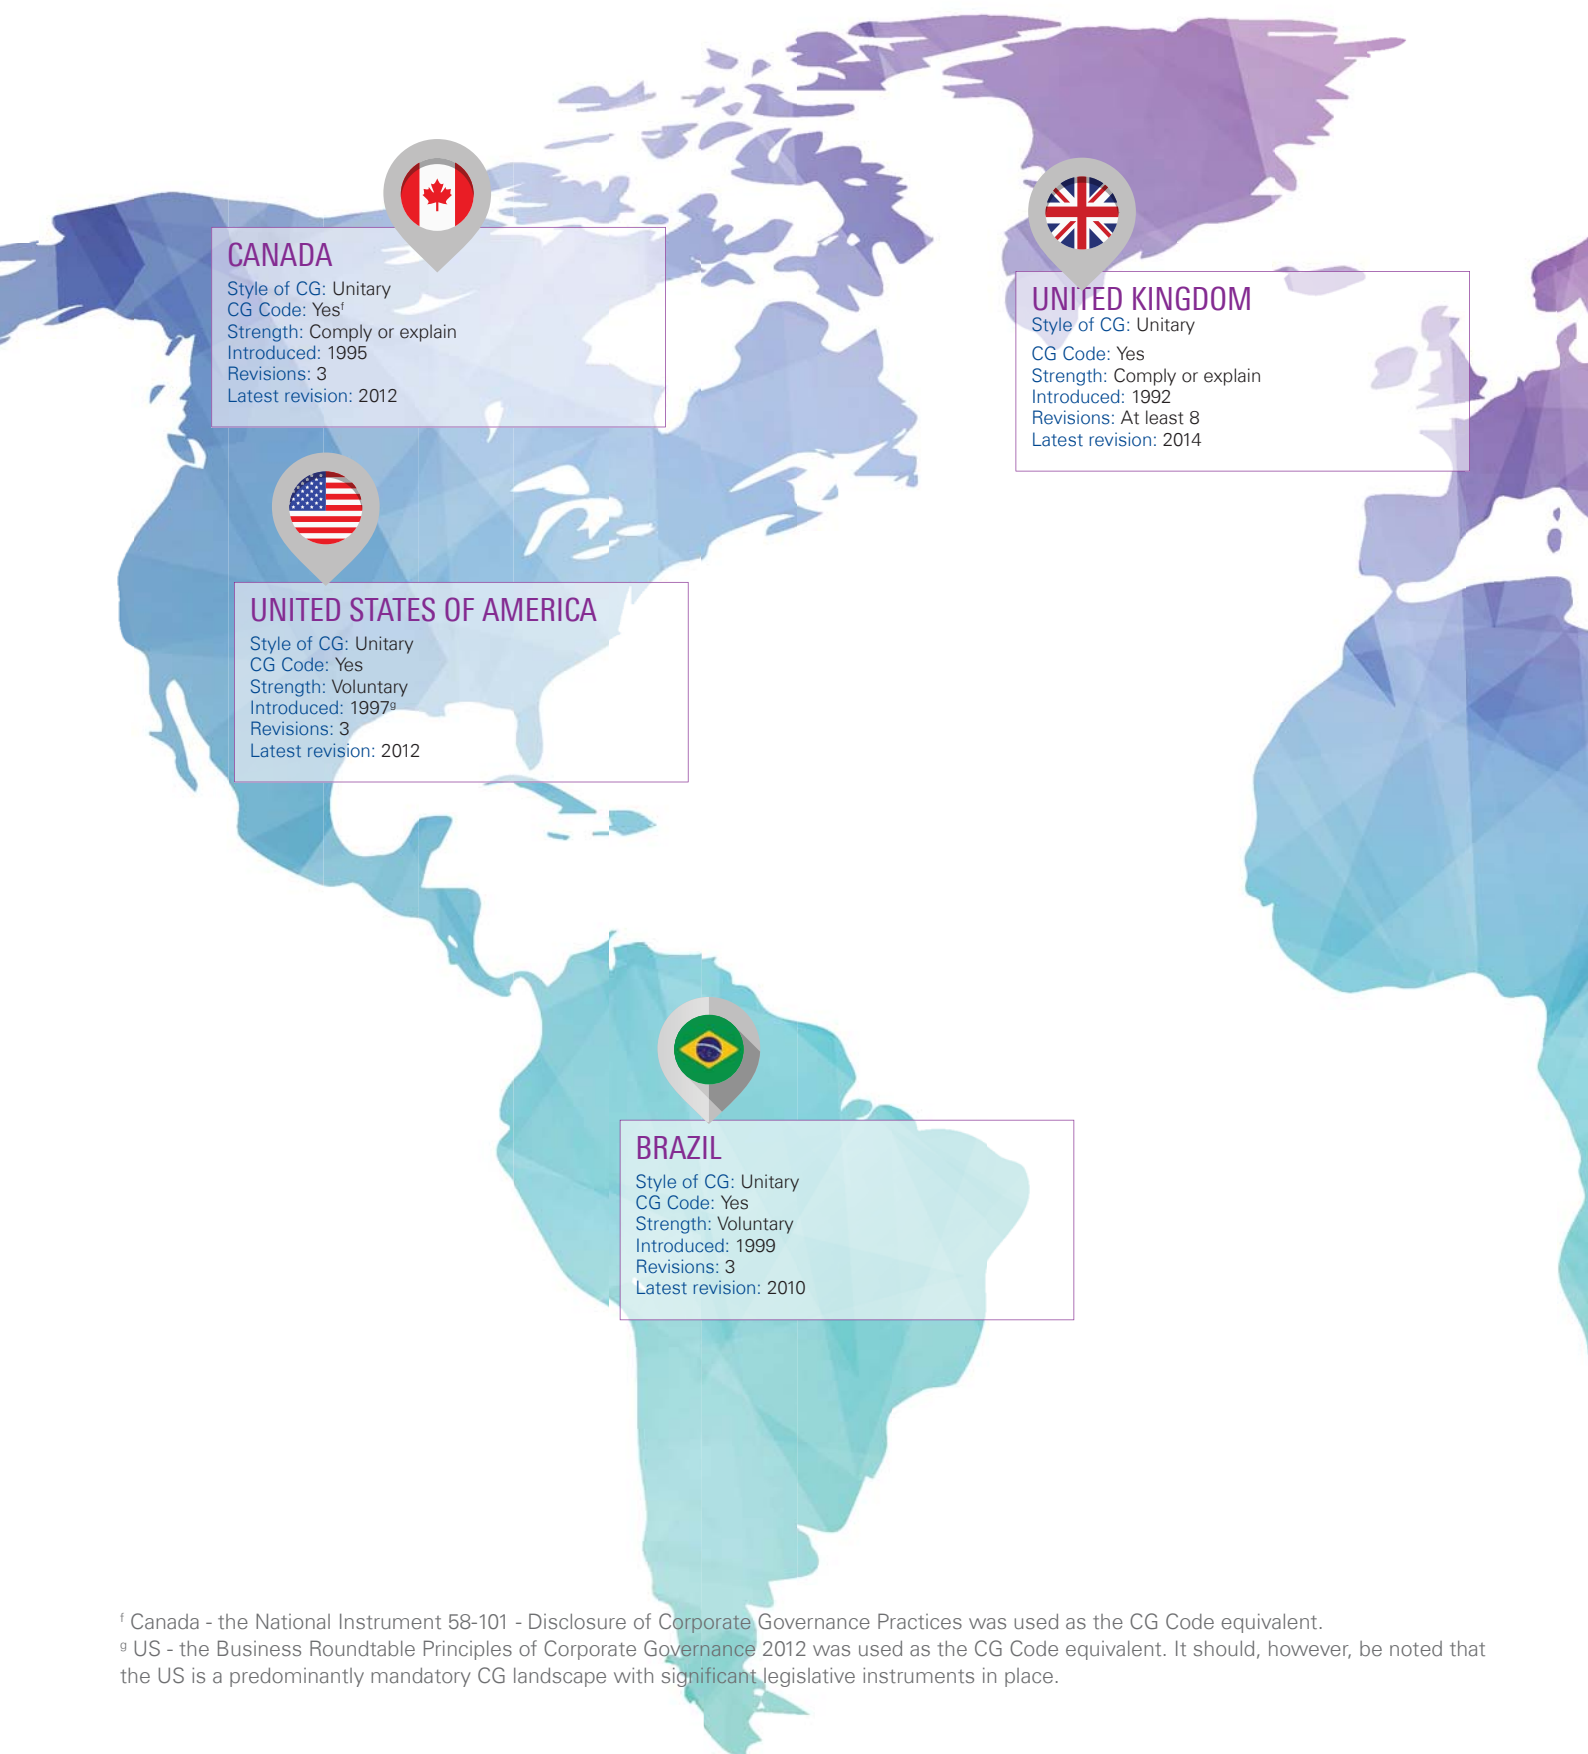 CANADA
Style of CG: Unitary
CG Code: Yesᶠ
Strength: Comply or explain
Introduced: 1995
Revisions: 3
Latest revision: 2012
UNITED KINGDOM
Style of CG: Unitary
CG Code: Yes
Strength: Comply or explain
Introduced: 1992
Revisions: At least 8
Latest revision: 2014
UNITED STATES OF AMERICA
Style of CG: Unitary
CG Code: Yes
Strength: Voluntary
Introduced: 1997ᵍ
Revisions: 3
Latest revision: 2012
BRAZIL
Style of CG: Unitary
CG Code: Yes
Strength: Voluntary
Introduced: 1999
Revisions: 3
Latest revision: 2010
ᶠ Canada - the National Instrument 58-101 - Disclosure of Corporate Governance Practices was used as the CG Code equivalent.
ᵍ US - the Business Roundtable Principles of Corporate Governance 2012 was used as the CG Code equivalent. It should, however, be noted that
the US is a predominantly mandatory CG landscape with significant legislative instruments in place.